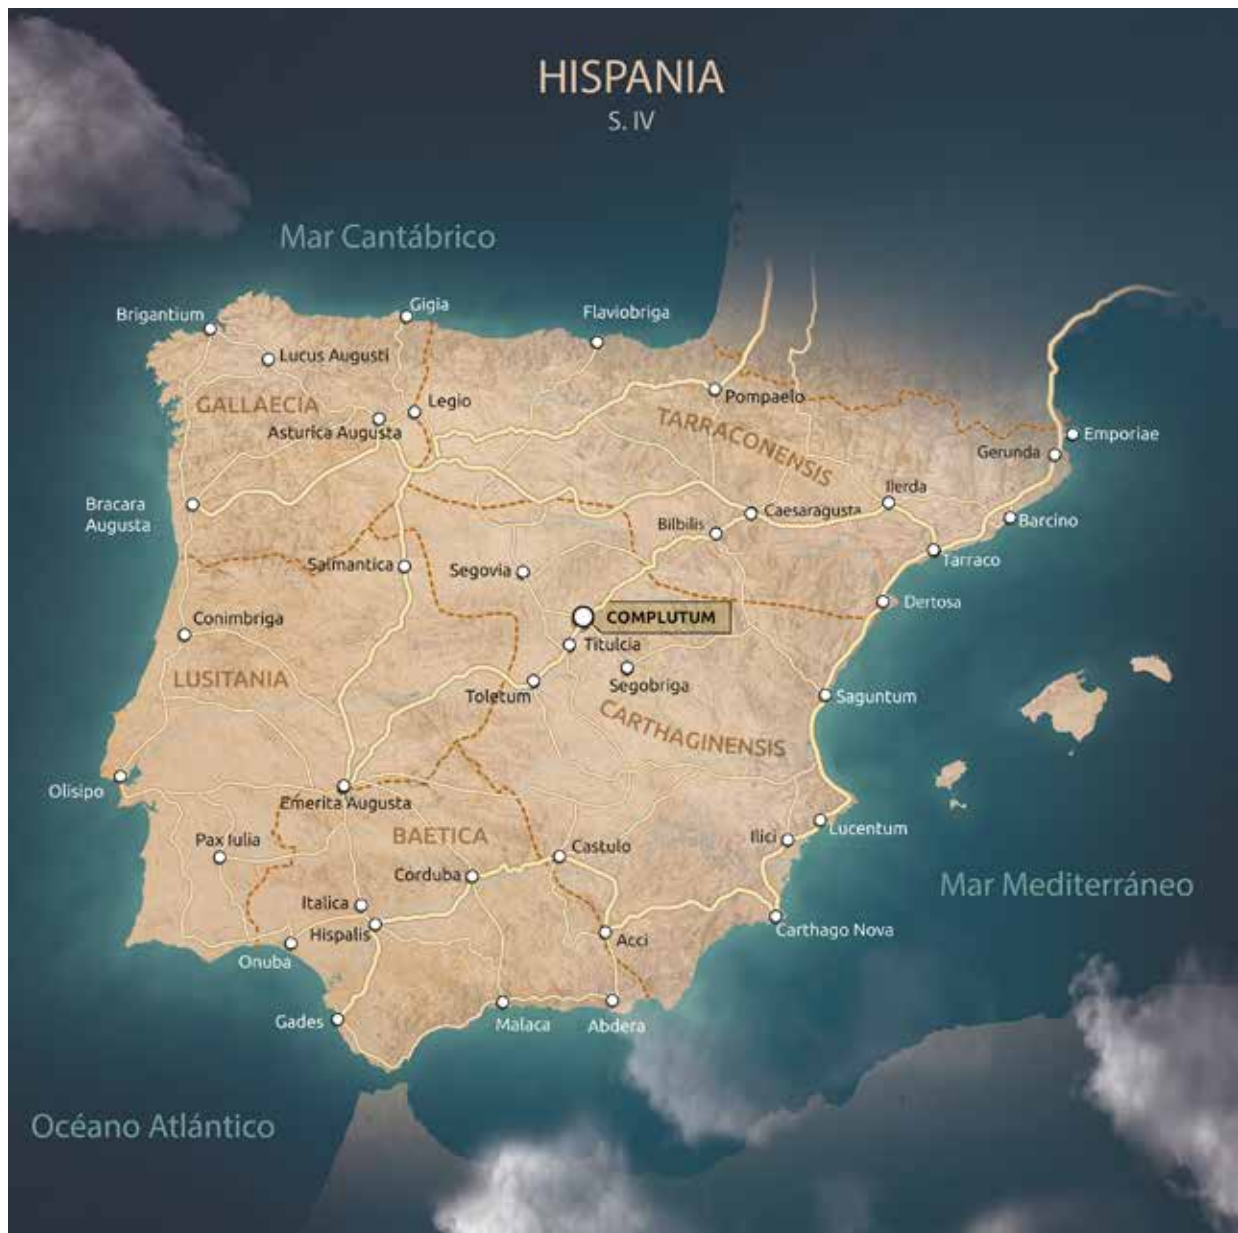 HISPANIA
S. IV
Mar Cantábrico
Gigia
Brigantium
Flaviobriga
Lucus Augusti
Pompaelo
GALLAECIA
Legio
TARRACONENSIS
Asturica Augusta
Emporiae
Gerunda
Ilerda
Bracara
Augusta
Caesaragusta
Bilbilis
Barcino
Tarraco
Salmantica
Segovia
Dertosa
Conimbriga
COMPLUTUM
Titulcia
LUSITANIA
Segobriga
Toletum
Saguntum
CARTHAGINENSIS
Olisipo
Emerita Augusta
Lucentum
BAETICA
Ilici
Pax Iulia
Castulo
Corduba
Mar Mediterráneo
Italica
Hispalis
Carthago Nova
Acci
Onuba
Gades
Malaca
Abdera
Océano Atlántico